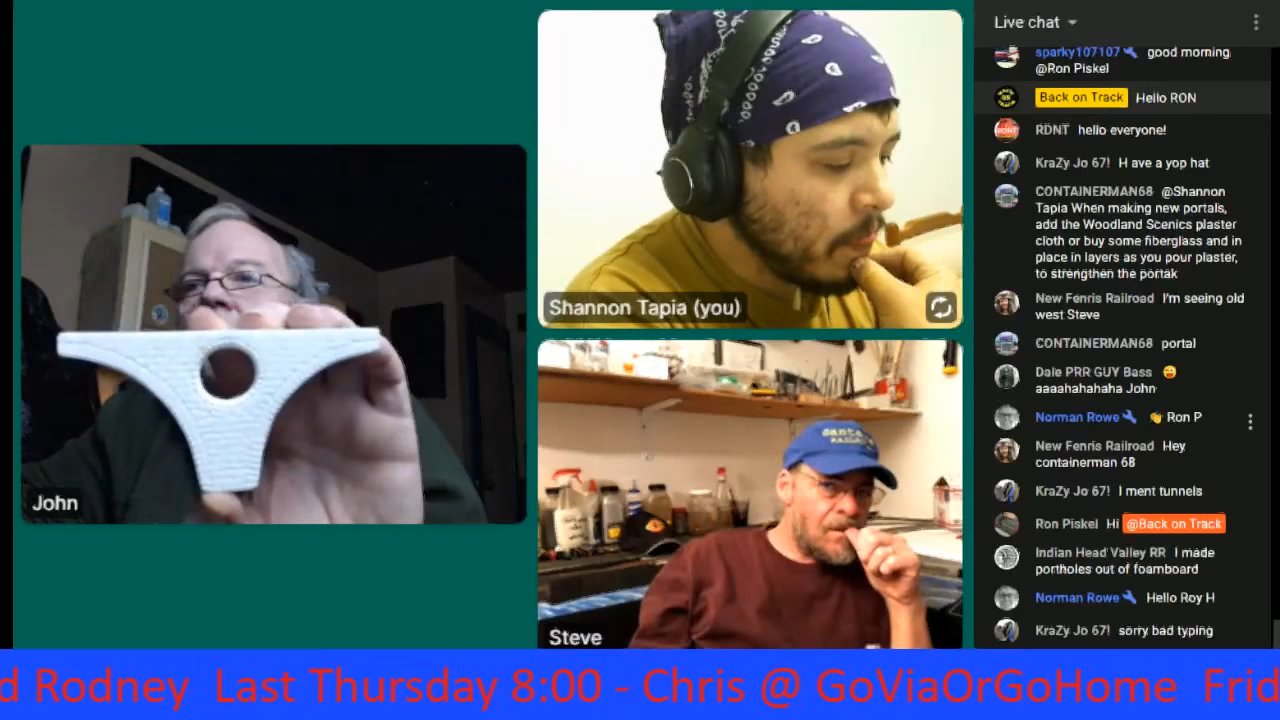 John
Shannon Tapia (you)
Steve
Live chat
sparky107107 good morning,
@Ron Piskel
Back on Track Hello RON
RDNT hello everyone!
KraZy Jo 67! H ave a yop hat
CONTAINERMAN68 @Shannon
Tapia When making new portals,
add the Woodland Scenics plaster
cloth or buy some fiberglass and in
place in layers as you pour plaster,
to strengthen the portak
New Fenris Railroad I'm seeing old
west Steve
CONTAINERMAN68 portal
Dale PRR GUY Bass
aaaahahahaha John
Norman Rowe Ron P
New Fenris Railroad Hey
containerman 68
KraZy Jo 67! I ment tunnels
Ron Piskel Hi @Back on Track
Indian Head Valley RR I made
portholes out of foamboard
Norman Rowe Hello Roy H
KraZy Jo 67! sorry bad typing
d Rodney Last Thursday 8:00 - Chris @ GoViaOrGoHome Frid